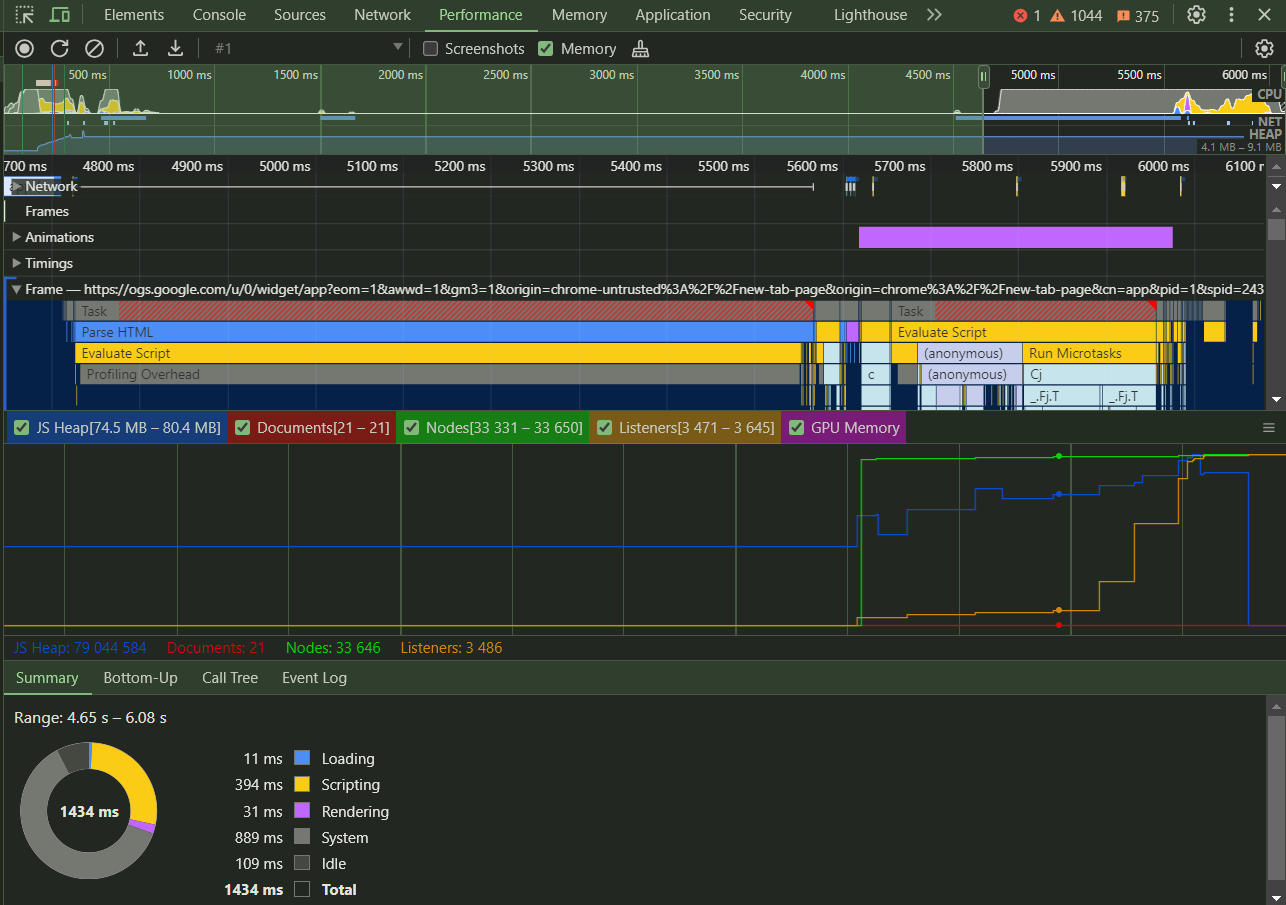 Elements Console Sources Network Performance Memory Application Security Lighthouse 1 1044 375
#1 Screenshots Memory
500 ms 1000 ms 1500 ms 2000 ms 2500 ms 3000 ms 3500 ms 4000 ms 4500 ms 5000 ms 5500 ms 6000 ms
CPU
NET
HEAP
4.1 MB – 9.1 MB
700 ms 4800 ms 4900 ms 5000 ms 5100 ms 5200 ms 5300 ms 5400 ms 5500 ms 5600 ms 5700 ms 5800 ms 5900 ms 6000 ms 6100 m
Network
Frames
Animations
Timings
Frame — https://ogs.google.com/u/0/widget/app?eom=1&awwd=1&gm3=1&origin=chrome-untrusted%3A%2F%2Fnew-tab-page&origin=chrome%3A%2F%2Fnew-tab-page&cn=app&pid=1&spid=243
Task Task
Parse HTML Evaluate Script
Evaluate Script (anonymous) Run Microtasks
Profiling Overhead c (anonymous) Cj
_.Fj.T _.Fj.T
JS Heap[74.5 MB – 80.4 MB] Documents[21 – 21] Nodes[33 331 – 33 650] Listeners[3 471 – 3 645] GPU Memory
JS Heap: 79 044 584 Documents: 21 Nodes: 33 646 Listeners: 3 486
Summary Bottom-Up Call Tree Event Log
Range: 4.65 s – 6.08 s
1434 ms
11 ms Loading
394 ms Scripting
31 ms Rendering
889 ms System
109 ms Idle
1434 ms Total